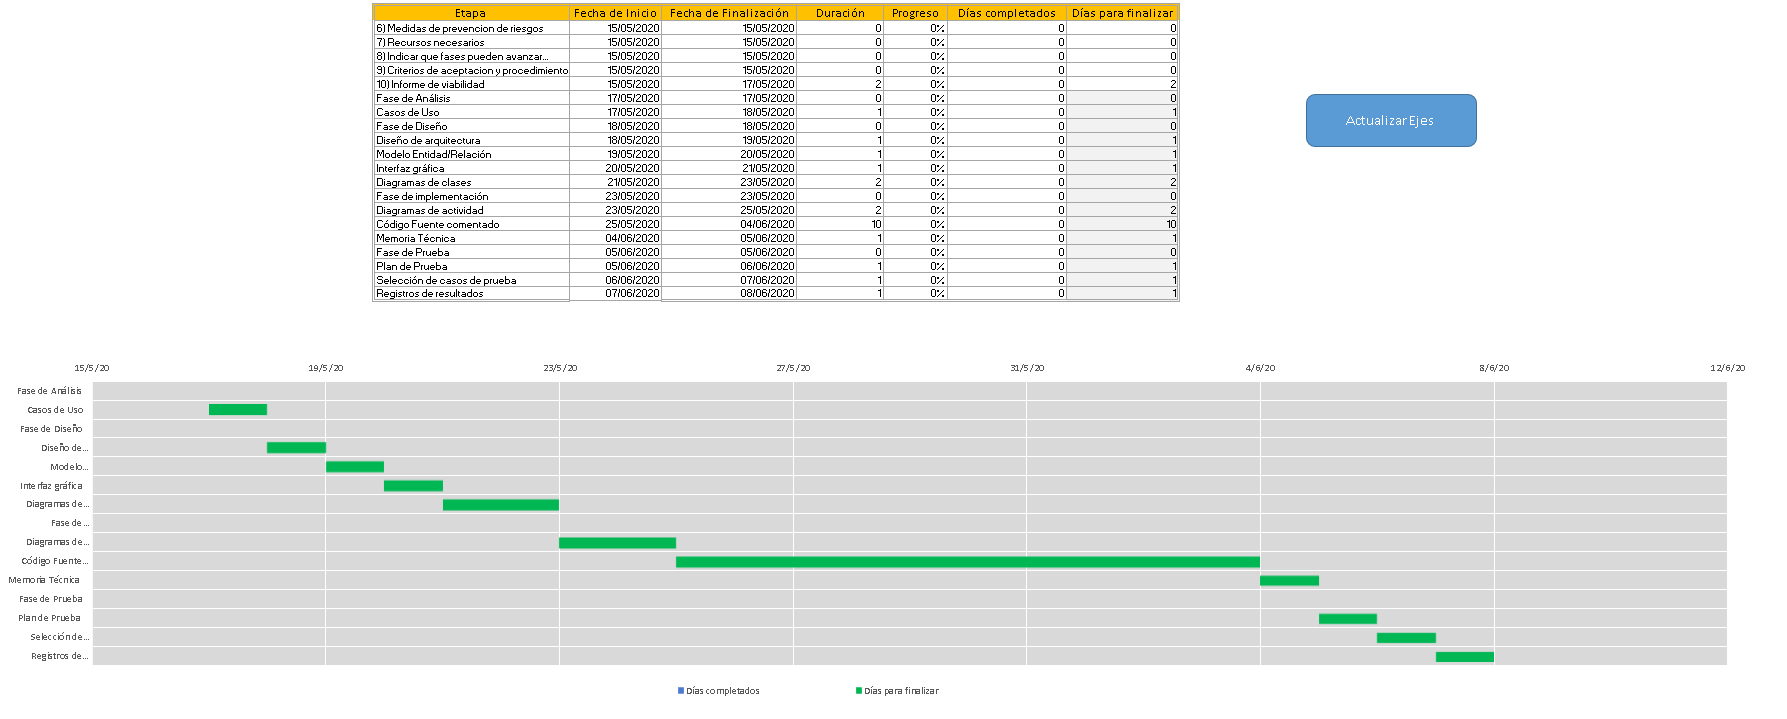 Etapa Fecha de Inicio Fecha de Finalización Duración Progreso Días completados Días para finalizar
6) Medidas de prevencion de riesgos 15/05/2020 15/05/2020 0 0% 0 0
7) Recursos necesarios 15/05/2020 15/05/2020 0 0% 0 0
8) Indicar que fases pueden avanzar... 15/05/2020 15/05/2020 0 0% 0 0
9) Criterios de aceptacion y procedimiento 15/05/2020 15/05/2020 0 0% 0 0
10) Informe de viabilidad 15/05/2020 17/05/2020 2 0% 0 2
Fase de Análisis 17/05/2020 17/05/2020 0 0% 0 0
Casos de Uso 17/05/2020 18/05/2020 1 0% 0 1
Fase de Diseño 18/05/2020 18/05/2020 0 0% 0 0
Diseño de arquitectura 18/05/2020 19/05/2020 1 0% 0 1
Modelo Entidad/Relación 19/05/2020 20/05/2020 1 0% 0 1
Interfaz gráfica 20/05/2020 21/05/2020 1 0% 0 1
Diagramas de clases 21/05/2020 23/05/2020 2 0% 0 2
Fase de implementación 23/05/2020 23/05/2020 0 0% 0 0
Diagramas de actividad 23/05/2020 25/05/2020 2 0% 0 2
Código Fuente comentado 25/05/2020 04/06/2020 10 0% 0 10
Memoria Técnica 04/06/2020 05/06/2020 1 0% 0 1
Fase de Prueba 05/06/2020 05/06/2020 0 0% 0 0
Plan de Prueba 05/06/2020 06/06/2020 1 0% 0 1
Selección de casos de prueba 06/06/2020 07/06/2020 1 0% 0 1
Registros de resultados 07/06/2020 08/06/2020 1 0% 0 1
Actualizar Ejes
15/5/20 19/5/20 23/5/20 27/5/20 31/5/20 4/6/20 8/6/20 12/6/20
Fase de Análisis
Casos de Uso
Fase de Diseño
Diseño de...
Modelo...
Interfaz gráfica
Diagramas de...
Fase de...
Diagramas de...
Código Fuente...
Memoria Técnica
Fase de Prueba
Plan de Prueba
Selección de...
Registros de...
Días completados Días para finalizar